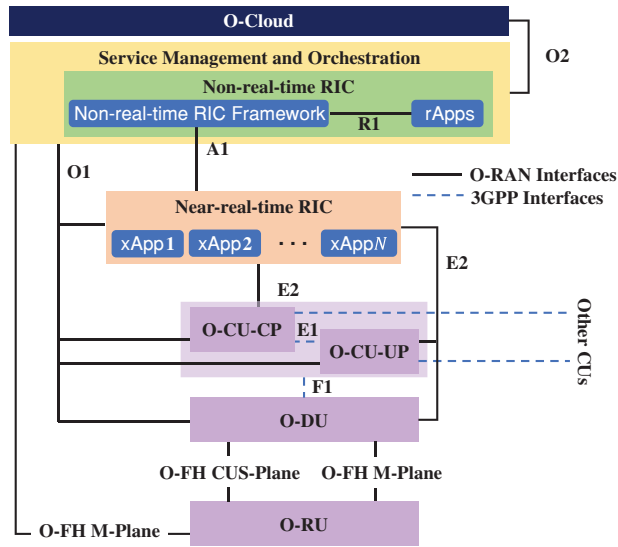 O-Cloud
O2
Service Management and Orchestration
Non-real-time RIC
Non-real-time RIC Framework
R1
rApps
A1
O1
O-RAN Interfaces
3GPP Interfaces
Near-real-time RIC
xApp1
xApp2
· · ·
xAppN
E2
E2
O-CU-CP
E1
O-CU-UP
Other CUs
F1
O-DU
O-FH CUS-Plane
O-FH M-Plane
O-RU
O-FH M-Plane